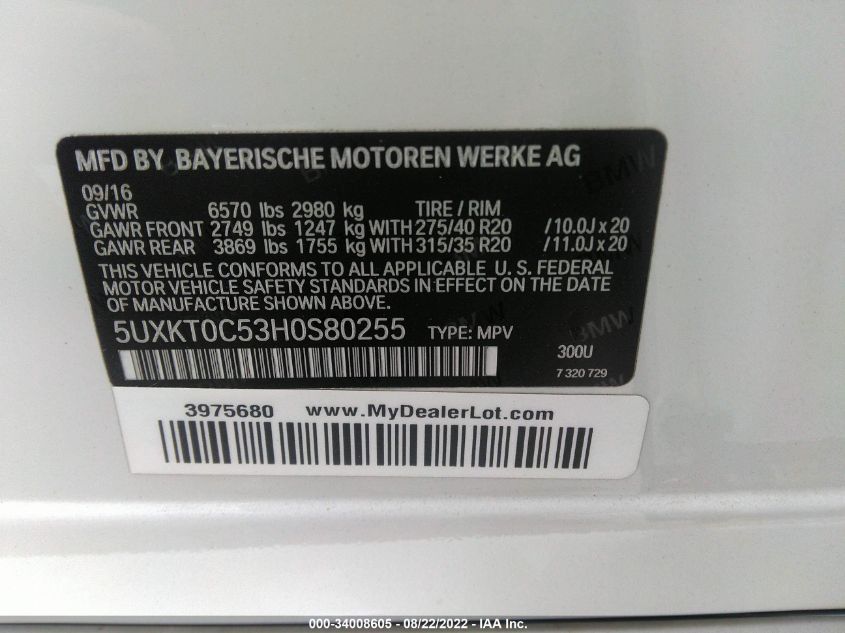 MFD BY BAYERISCHE MOTOREN WERKE AG
09/16
GVWR 6570 lbs 2980 kg TIRE / RIM
GAWR FRONT 2749 lbs 1247 kg WITH 275/40 R20 /10.0J x 20
GAWR REAR 3869 lbs 1755 kg WITH 315/35 R20 /11.0J x 20
THIS VEHICLE CONFORMS TO ALL APPLICABLE U. S. FEDERAL
MOTOR VEHICLE SAFETY STANDARDS IN EFFECT ON THE DATE
OF MANUFACTURE SHOWN ABOVE
5UXKT0C53H0S80255 TYPE: MPV
300U
7 320 729
BMW
BMW
3975680 www.MyDealerLot.com
000-34008605 - 08/22/2022 - IAA Inc.